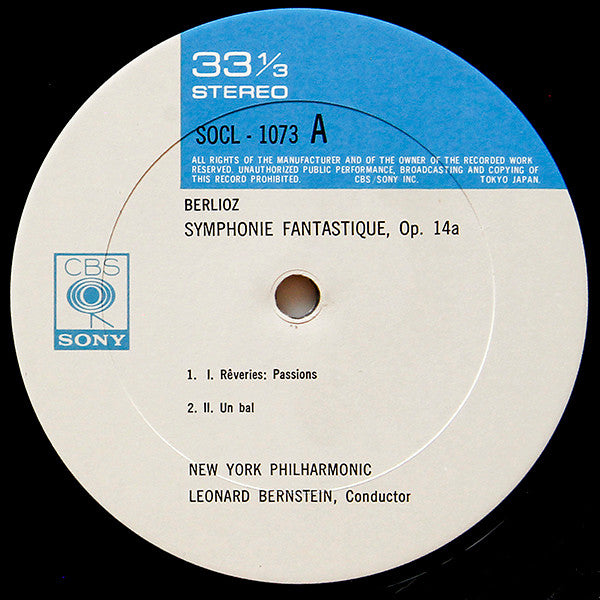 33 1/3
STEREO
SOCL - 1073 A
ALL RIGHTS OF THE MANUFACTURER AND OF THE OWNER OF THE RECORDED WORK
RESERVED. UNAUTHORIZED PUBLIC PERFORMANCE, BROADCASTING AND COPYING OF
THIS RECORD PROHIBITED. CBS/SONY INC. TOKYO JAPAN.
BERLIOZ
SYMPHONIE FANTASTIQUE, Op. 14a
CBS
SONY
1. I. Rêveries: Passions
2. II. Un bal
NEW YORK PHILHARMONIC
LEONARD BERNSTEIN, Conductor